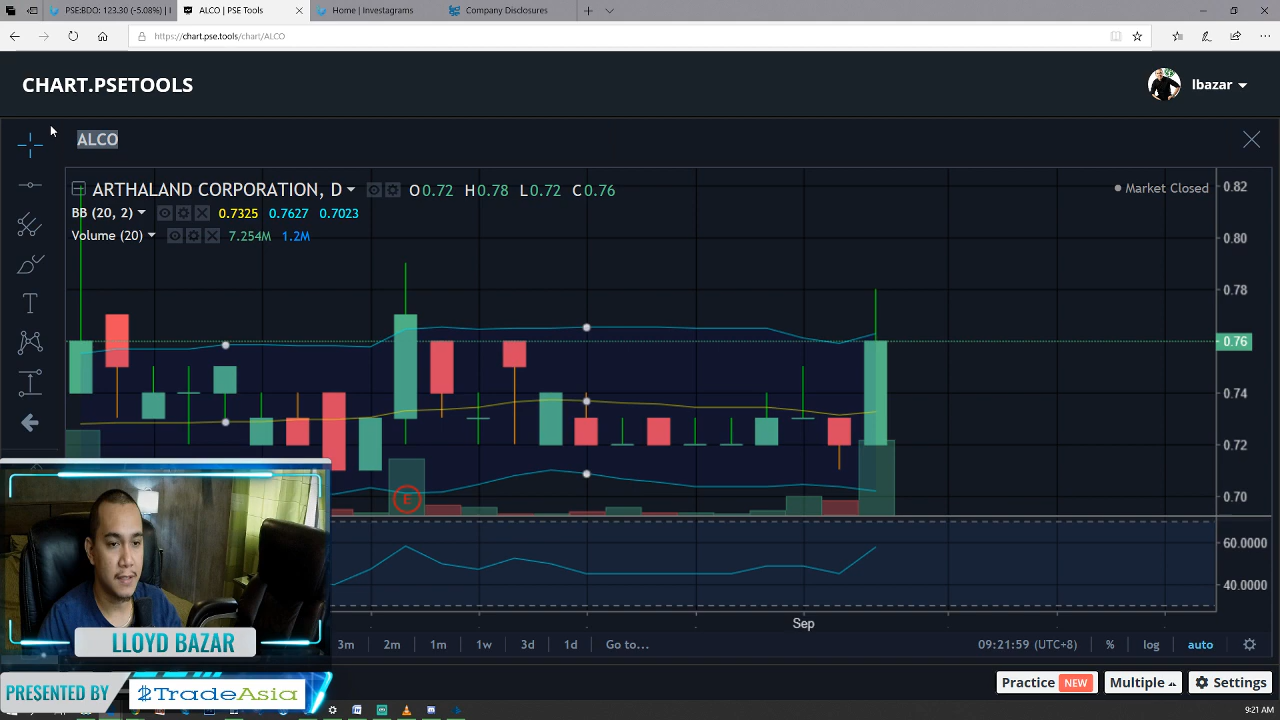 PSE:BDO: 123.30 (-5.08%) | I
ALCO | PSE Tools
Home | Investagrams
Company Disclosures
https://chart.pse.tools/chart/ALCO
CHART.PSETOOLS
lbazar
ALCO
ARTHALAND CORPORATION, D
O0.72 H0.78 L0.72 C0.76
Market Closed
BB (20, 2) 0.7325 0.7627 0.7023
Volume (20) 7.254M 1.2M
0.82
0.80
0.78
0.76
0.74
0.72
0.70
E
60.0000
40.0000
Sep
3m 2m 1m 1w 3d 1d Go to...
09:21:59 (UTC+8) % log auto
LLOYD BAZAR
PRESENTED BY
$TradeAsia
Practice NEW
Multiple
Settings
9:21 AM